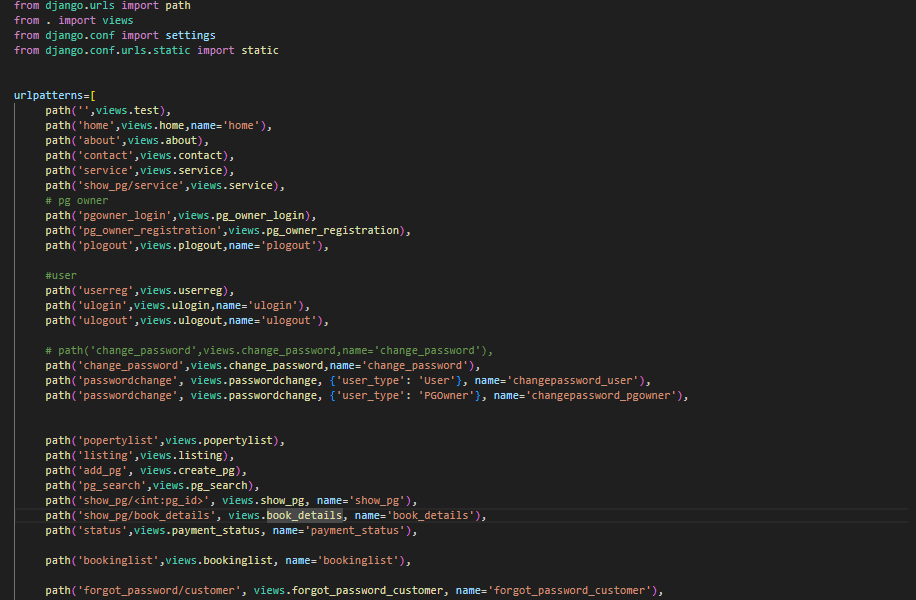 from django.urls import path
from . import views
from django.conf import settings
from django.conf.urls.static import static
urlpatterns=[
path('',views.test),
path('home',views.home,name='home'),
path('about',views.about),
path('contact',views.contact),
path('service',views.service),
path('show_pg/service',views.service),
# pg owner
path('pgowner_login',views.pg_owner_login),
path('pg_owner_registration',views.pg_owner_registration),
path('plogout',views.plogout,name='plogout'),
#user
path('userreg',views.userreg),
path('ulogin',views.ulogin,name='ulogin'),
path('ulogout',views.ulogout,name='ulogout'),
# path('change_password',views.change_password,name='change_password'),
path('change_password',views.change_password,name='change_password'),
path('passwordchange', views.passwordchange, {'user_type': 'User'}, name='changepassword_user'),
path('passwordchange', views.passwordchange, {'user_type': 'PGOwner'}, name='changepassword_pgowner'),
path('popertylist',views.popertylist),
path('listing',views.listing),
path('add_pg', views.create_pg),
path('pg_search',views.pg_search),
path('show_pg/<int:pg_id>', views.show_pg, name='show_pg'),
path('show_pg/book_details', views.book_details, name='book_details'),
path('status',views.payment_status, name='payment_status'),
path('bookinglist',views.bookinglist, name='bookinglist'),
path('forgot_password/customer', views.forgot_password_customer, name='forgot_password_customer'),